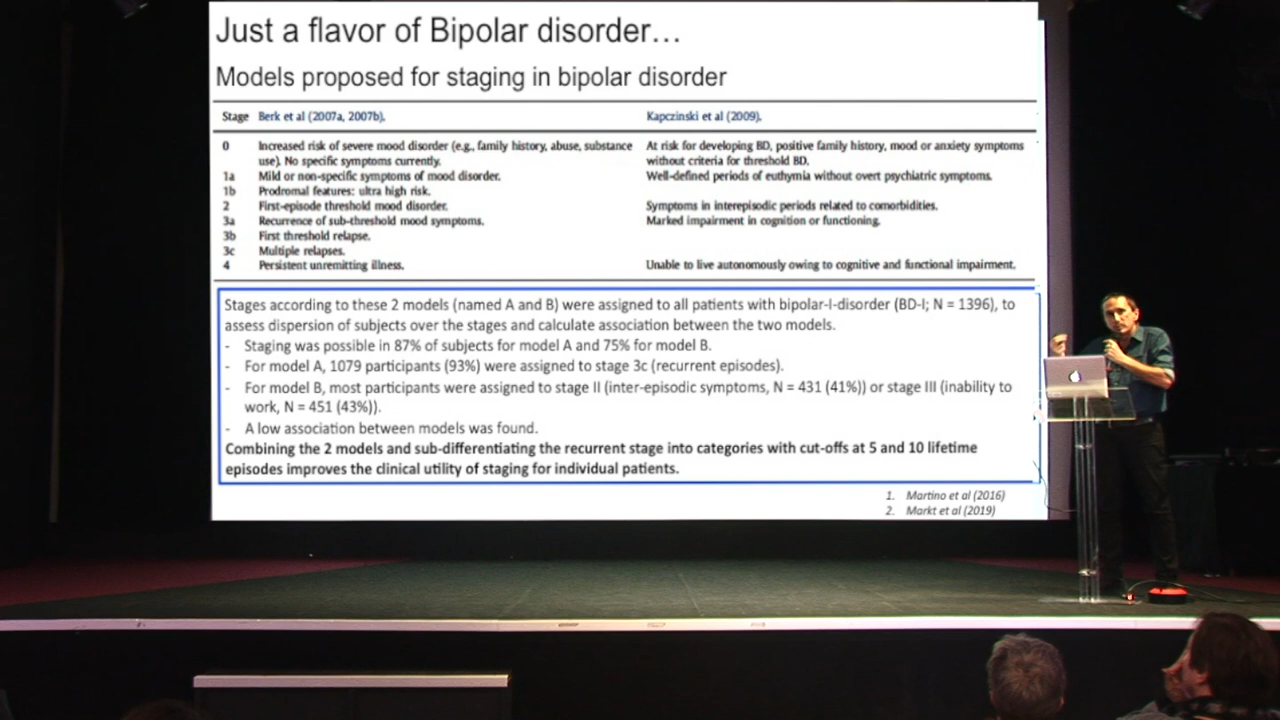 Just a flavor of Bipolar disorder...
Models proposed for staging in bipolar disorder
Stage Berk et al (2007a, 2007b). Kapczinski et al (2009).
0 Increased risk of severe mood disorder (e.g., family history, abuse, substance At risk for developing BD, positive family history, mood or anxiety symptoms
use). No specific symptoms currently. without criteria for threshold BD.
1a Mild or non-specific symptoms of mood disorder. Well-defined periods of euthymia without overt psychiatric symptoms.
1b Prodromal features: ultra high risk.
2 First-episode threshold mood disorder. Symptoms in interepisodic periods related to comorbidities.
3a Recurrence of sub-threshold mood symptoms. Marked impairment in cognition or functioning.
3b First threshold relapse.
3c Multiple relapses.
4 Persistent unremitting illness. Unable to live autonomously owing to cognitive and functional impairment.
Stages according to these 2 models (named A and B) were assigned to all patients with bipolar-I-disorder (BD-I; N = 1396), to
assess dispersion of subjects over the stages and calculate association between the two models.
- Staging was possible in 87% of subjects for model A and 75% for model B.
- For model A, 1079 participants (93%) were assigned to stage 3c (recurrent episodes).
- For model B, most participants were assigned to stage II (inter-episodic symptoms, N = 431 (41%)) or stage III (inability to
work, N = 451 (43%)).
- A low association between models was found.
Combining the 2 models and sub-differentiating the recurrent stage into categories with cut-offs at 5 and 10 lifetime
episodes improves the clinical utility of staging for individual patients.
1. Martino et al (2016)
2. Markt et al (2019)